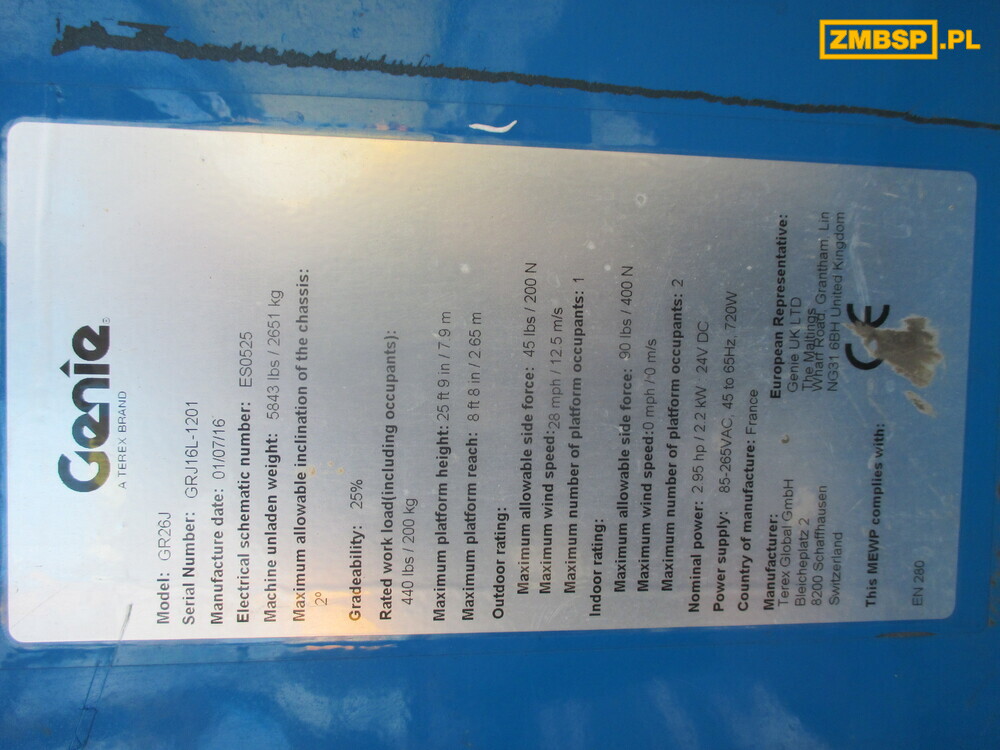 ZMBSP.PL
Genie®
A TEREX BRAND
Model: GR26J
Serial Number: GRJ16L-1201
Manufacture date: 01/07/16
Electrical schematic number: ES0525
Machine unladen weight: 5843 lbs / 2651 kg
Maximum allowable inclination of the chassis:
2º
Gradeability: 25%
Rated work load(including occupants):
440 lbs / 200 kg
Maximum platform height: 25 ft 9 in / 7.9 m
Maximum platform reach: 8 ft 8 in / 2.65 m
Outdoor rating:
Maximum allowable side force: 45 lbs / 200 N
Maximum wind speed:28 mph / 12.5 m/s
Maximum number of platform occupants: 1
Indoor rating:
Maximum allowable side force: 90 lbs / 400 N
Maximum wind speed:0 mph / 0 m/s
Maximum number of platform occupants: 2
Nominal power: 2.95 hp / 2.2 kW 24V DC
Power supply: 85-265VAC, 45 to 65Hz, 720W
Country of manufacture: France
Manufacturer:
Terex Global GmbH
Bleicheplatz 2
8200 Schaffhausen
Switzerland
European Representative:
Genie UK LTD
The Maltings
Wharf Road, Grantham Lin
NG31 6BH United Kingdom
This MEWP complies with:
EN 280
CE